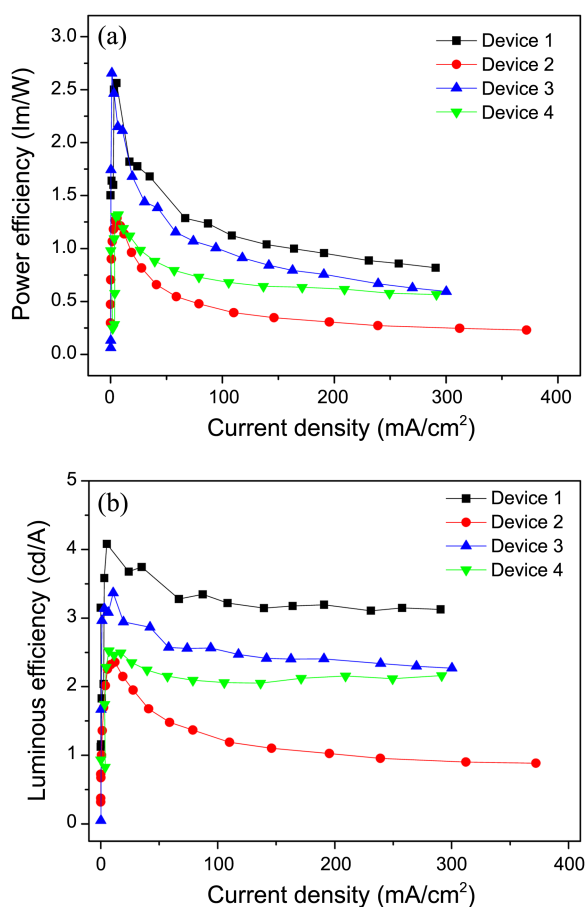 (a)
Device 1
Device 2
Device 3
Device 4
3.0
2.5
2.0
1.5
1.0
0.5
0.0
Power efficiency (lm/W)
0 100 200 300 400
Current density (mA/cm²)
(b)
Device 1
Device 2
Device 3
Device 4
5
4
3
2
1
0
Luminous efficiency (cd/A)
0 100 200 300 400
Current density (mA/cm²)